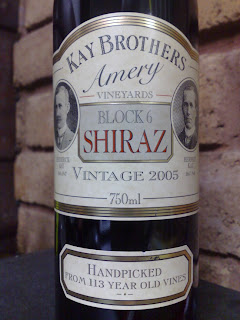 KAY BROTHERS
Amery
VINEYARDS
BLOCK 6
SHIRAZ
VINTAGE 2005
750ml
HANDPICKED
FROM 113 YEAR OLD VINES